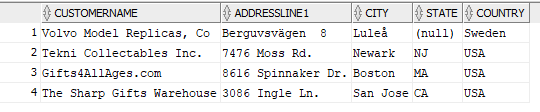 CUSTOMERNAME ADDRESSLINE1 CITY STATE COUNTRY
1 Volvo Model Replicas, Co Berguvsvägen  8 Luleå (null) Sweden
2 Tekni Collectables Inc. 7476 Moss Rd. Newark NJ USA
3 Gifts4AllAges.com 8616 Spinnaker Dr. Boston MA USA
4 The Sharp Gifts Warehouse 3086 Ingle Ln. San Jose CA USA